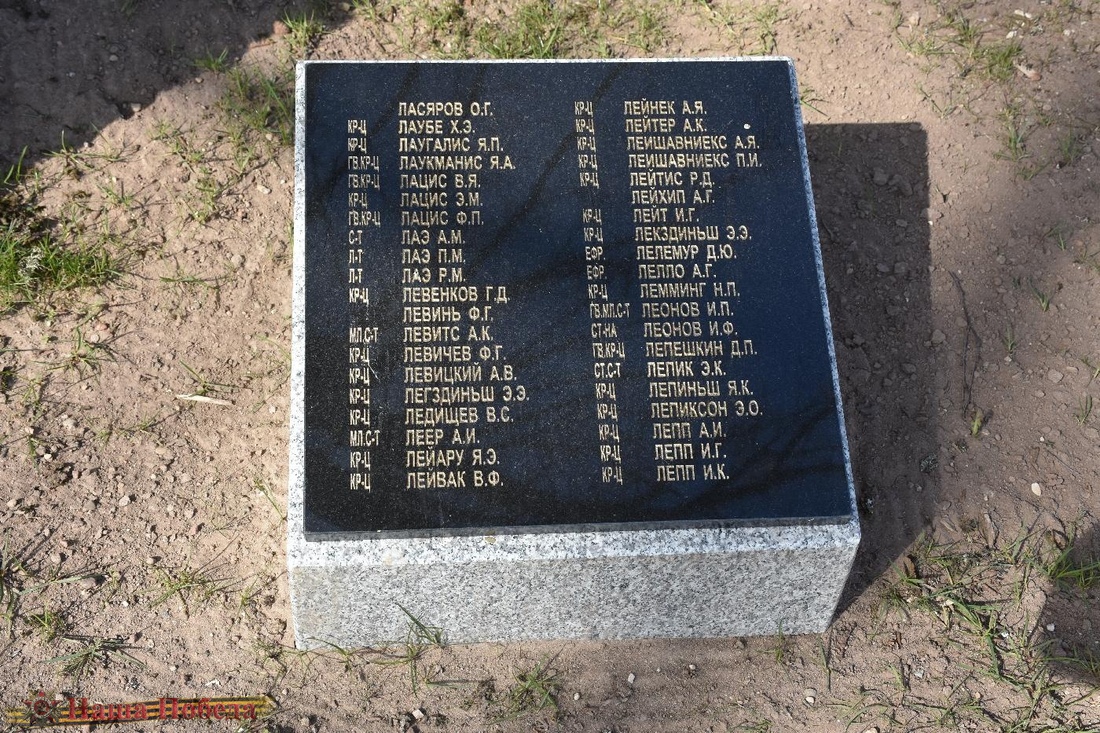 ЛАСЯРОВ О.Г.
КР-Ц ЛАУБЕ Х.Э.
КР-Ц ЛАУГАЛИС Я.П.
ГВ.КР-Ц ЛАУКМАНИС Я.А.
ГВ.КР-Ц ЛАЦИС В.Я.
КР-Ц ЛАЦИС Э.М.
ГВ.КР-Ц ЛАЦИС Ф.П.
С-Т ЛАЭ А.М.
Л-Т ЛАЭ П.М.
Л-Т ЛАЭ Р.М.
КР-Ц ЛЕВЕНКОВ Г.Д.
ЛЕВИНЬ Ф.Г.
МЛ.С-Т ЛЕВИТС А.К.
КР-Ц ЛЕВИЧЕВ Ф.Г.
КР-Ц ЛЕВИЦКИЙ А.В.
КР-Ц ЛЕГЗДИНЬШ Э.Э.
КР-Ц ЛЕДИЩЕВ В.С.
МЛ.С-Т ЛЕЕР А.И.
КР-Ц ЛЕЙАРУ Я.Э.
КР-Ц ЛЕЙВАК В.Ф.
КР-Ц ЛЕЙНЕК А.Я.
КР-Ц ЛЕЙТЕР А.К.
КР-Ц ЛЕИШАВНИЕКС А.Я.
КР-Ц ЛЕИШАВНИЕКС П.И.
КР-Ц ЛЕЙТИС Р.Д.
ЛЕЙХИП А.Г.
КР-Ц ЛЕЙТ И.Г.
КР-Ц ЛЕКЗДИНЬШ Э.Э.
ЕФР. ЛЕЛЕМУР Д.Ю.
ЕФР. ЛЕЛЛО А.Г.
КР-Ц ЛЕММИНГ Н.П.
ГВ.МЛ.С-Т ЛЕОНОВ И.П.
СТ-НА ЛЕОНОВ И.Ф.
ГВ.КР-Ц ЛЕПЕШКИН Д.П.
СТ.С-Т ЛЕПИК Э.К.
КР-Ц ЛЕПИНЬШ Я.К.
КР-Ц ЛЕПИКСОН Э.О.
КР-Ц ЛЕПП А.И.
КР-Ц ЛЕПП И.Г.
КР-Ц ЛЕПП И.К.
Наша Победа